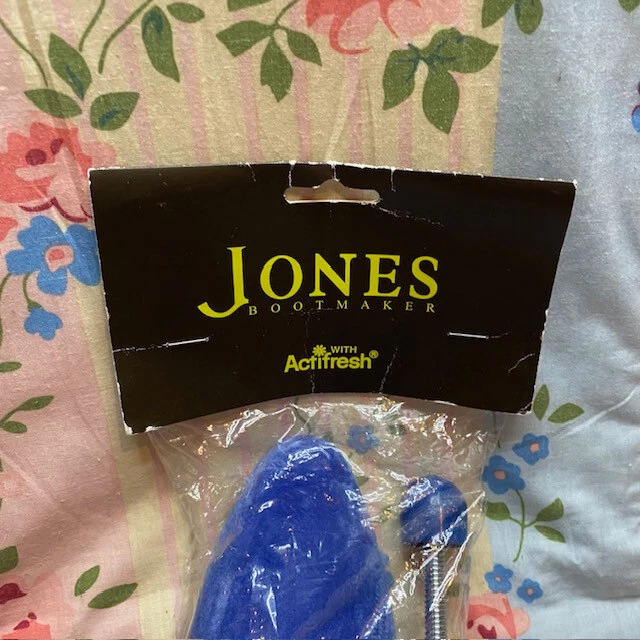 JONES
BOOTMAKER
WITH
Actifresh®